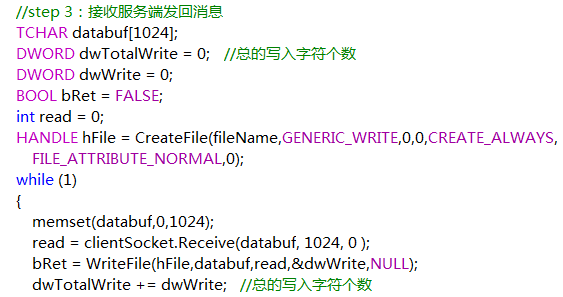 //step 3：接收服务端发回消息
TCHAR databuf[1024];
DWORD dwTotalWrite = 0;   //总的写入字符个数
DWORD dwWrite = 0;
BOOL bRet = FALSE;
int read = 0;
HANDLE hFile = CreateFile(fileName,GENERIC_WRITE,0,0,CREATE_ALWAYS,
FILE_ATTRIBUTE_NORMAL,0);
while (1)
{
memset(databuf,0,1024);
read = clientSocket.Receive(databuf, 1024, 0 );
bRet = WriteFile(hFile,databuf,read,&dwWrite,NULL);
dwTotalWrite += dwWrite;   //总的写入字符个数